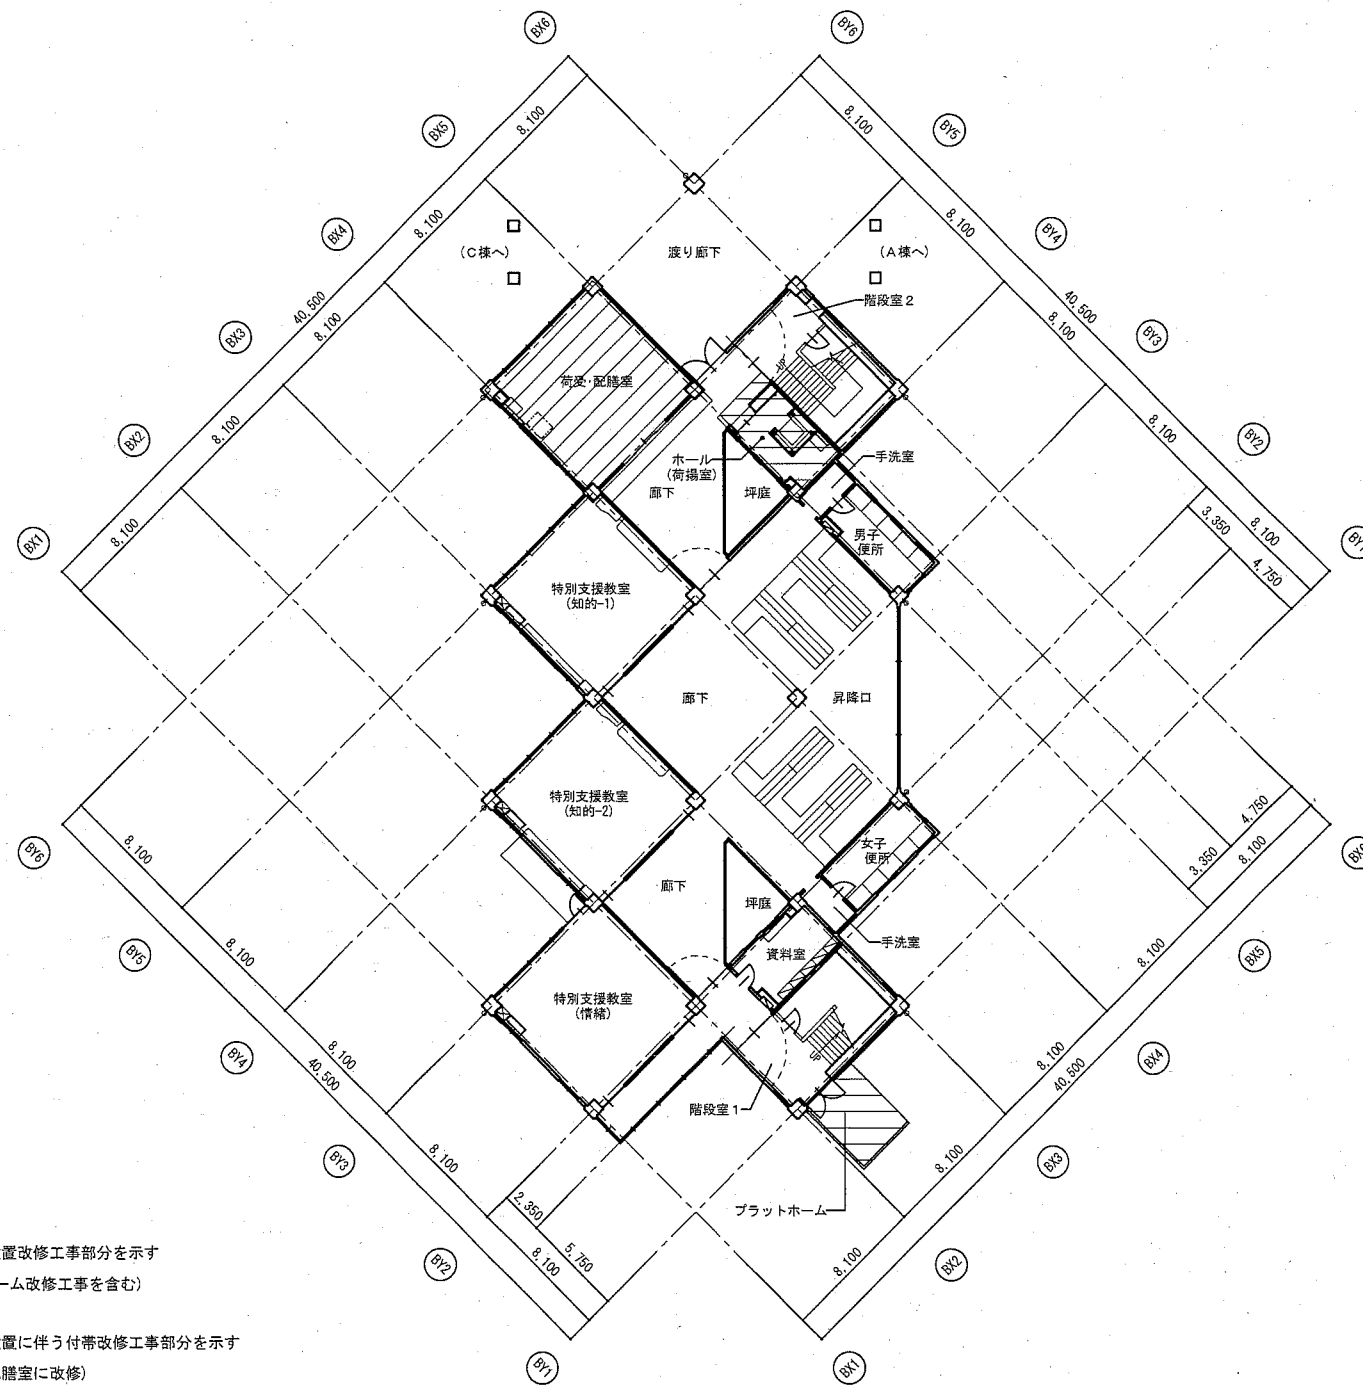 BX6
BY6
BX5
8,100
8,100
BY5
BX4
8,100
8,100
BY4
(C棟へ)
渡り廊下
(A棟へ)
階段室2
BX3
40,500
8,100
40,500
8,100
BY3
UP
荷受・配膳室
BX2
8,100
8,100
BY2
ホール
(荷揚室)
手洗室
廊下
坪庭
BX1
8,100
3,350
8,100
4,750
男子
便所
特別支援教室
(知的-1)
廊下
昇降口
特別支援教室
(知的-2)
4,750
3,350
8,100
BY6
8,100
女子
便所
廊下
坪庭
手洗室
資料室
BY5
8,100
8,100
BX5
特別支援教室
(情緒)
UP
BY4
8,100
40,500
8,100
40,500
BX4
階段室1
BY3
8,100
8,100
BX3
プラットホーム
2,350
5,750
8,100
BY2
8,100
BX2
置改修工事部分を示す
ーム改修工事を含む)
置に伴う付帯改修工事部分を示す
膳室に改修)
BY1
BX1